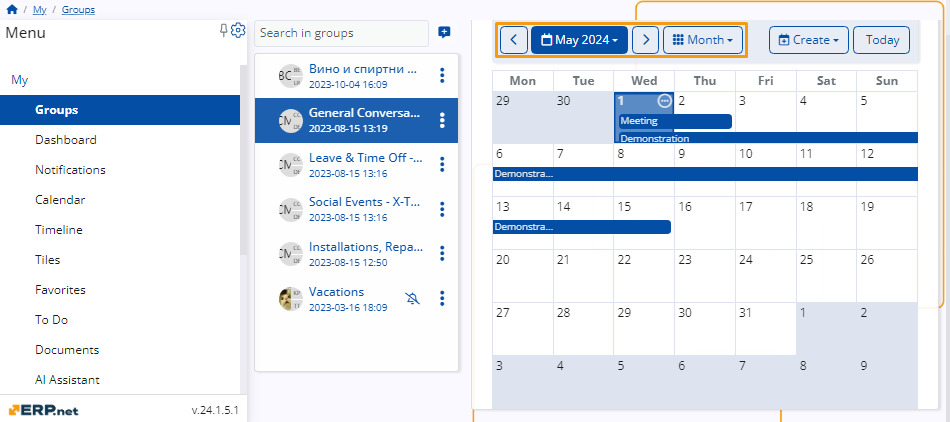 My / Groups
Menu
My
Groups
Dashboard
Notifications
Calendar
Timeline
Tiles
Favorites
To Do
Documents
AI Assistant
ERP.net v.24.1.5.1
Search in groups
Вино и спиртни ...
2023-10-04 16:09
General Conversa...
2023-08-15 13:19
Leave & Time Off -...
2023-08-15 13:16
Social Events - X-T...
2023-08-15 13:16
Installations, Repa...
2023-08-15 12:50
Vacations
2023-03-16 18:09
May 2024 Month Create Today
Mon Tue Wed Thu Fri Sat Sun
29 30 1 2 3 4 5
Meeting
Demonstration
6 7 8 9 10 11 12
Demonstra...
13 14 15 16 17 18 19
Demonstra...
20 21 22 23 24 25 26
27 28 29 30 31 1 2
3 4 5 6 7 8 9